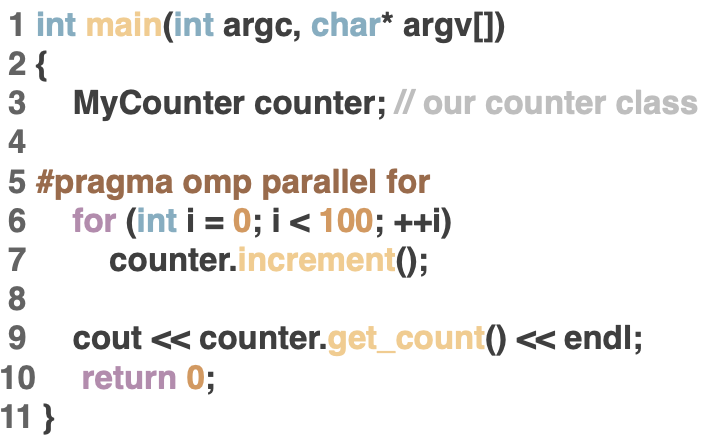 1 int main(int argc, char* argv[])
2 {
3 MyCounter counter; // our counter class
4
5 #pragma omp parallel for
6 for (int i = 0; i < 100; ++i)
7 counter.increment();
8
9 cout << counter.get_count() << endl;
10 return 0;
11 }